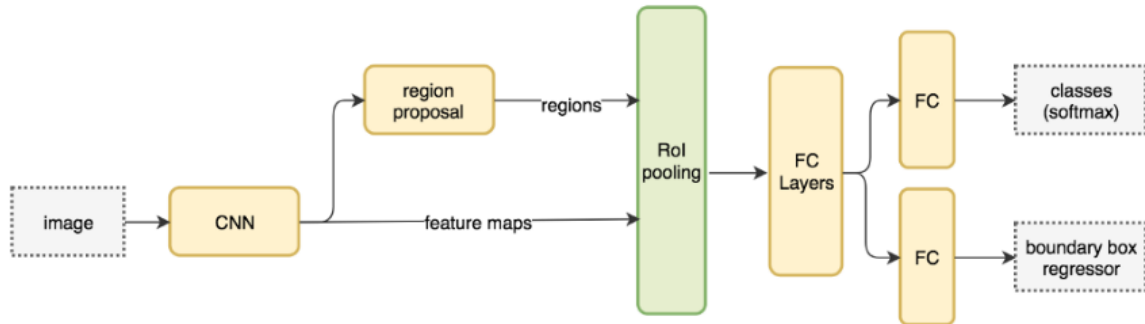 image
CNN
region
proposal
regions
feature maps
RoI
pooling
FC
Layers
FC
classes
(softmax)
FC
boundary box
regressor